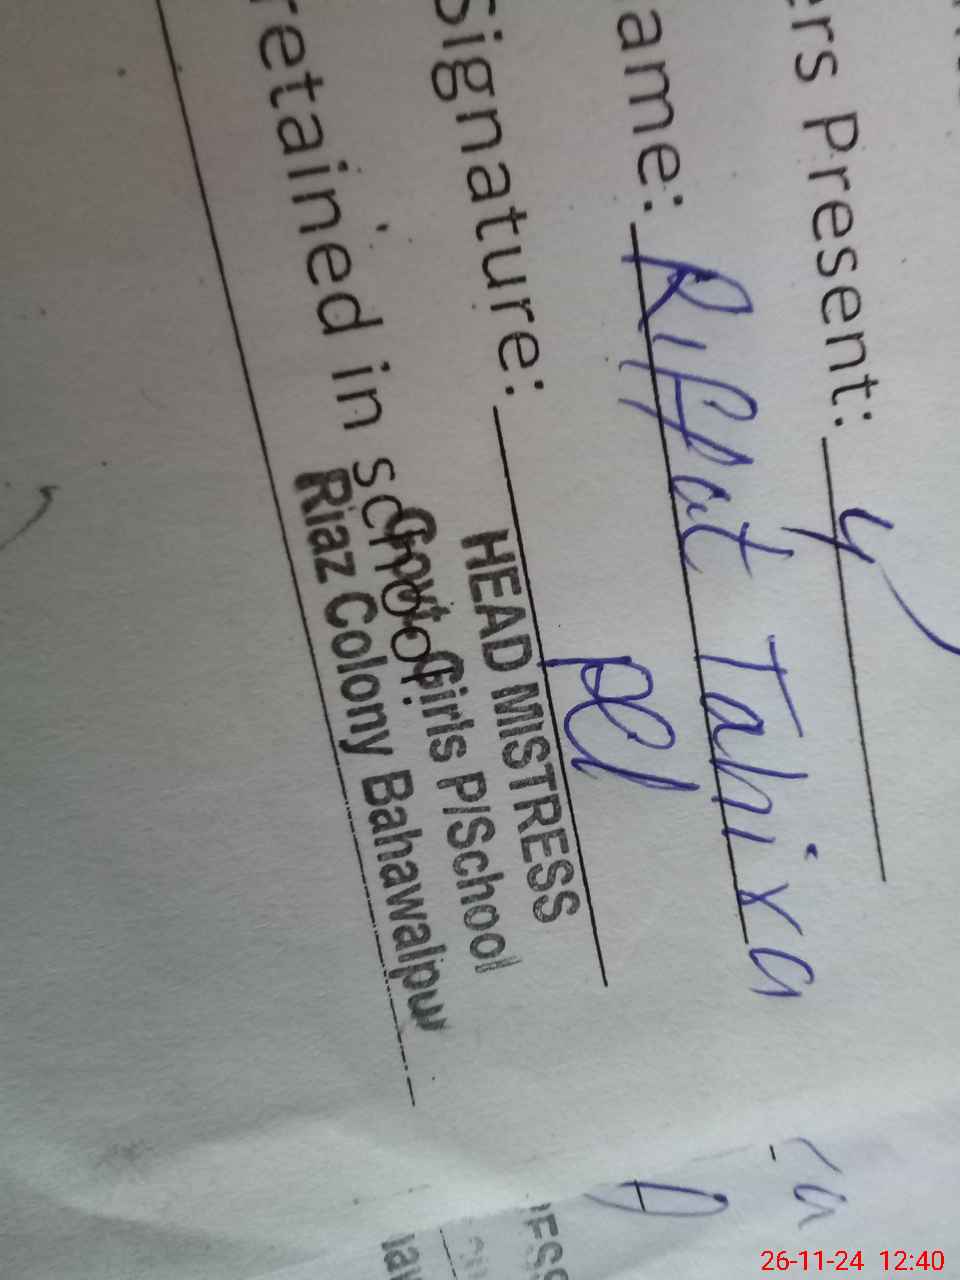 ers Present: 4
ame: Riffat Tahira
Signature:
HEAD MISTRESS
Govt. Girls P/School
Riaz Colony Bahawalpur
retained in school.
26-11-24 12:40